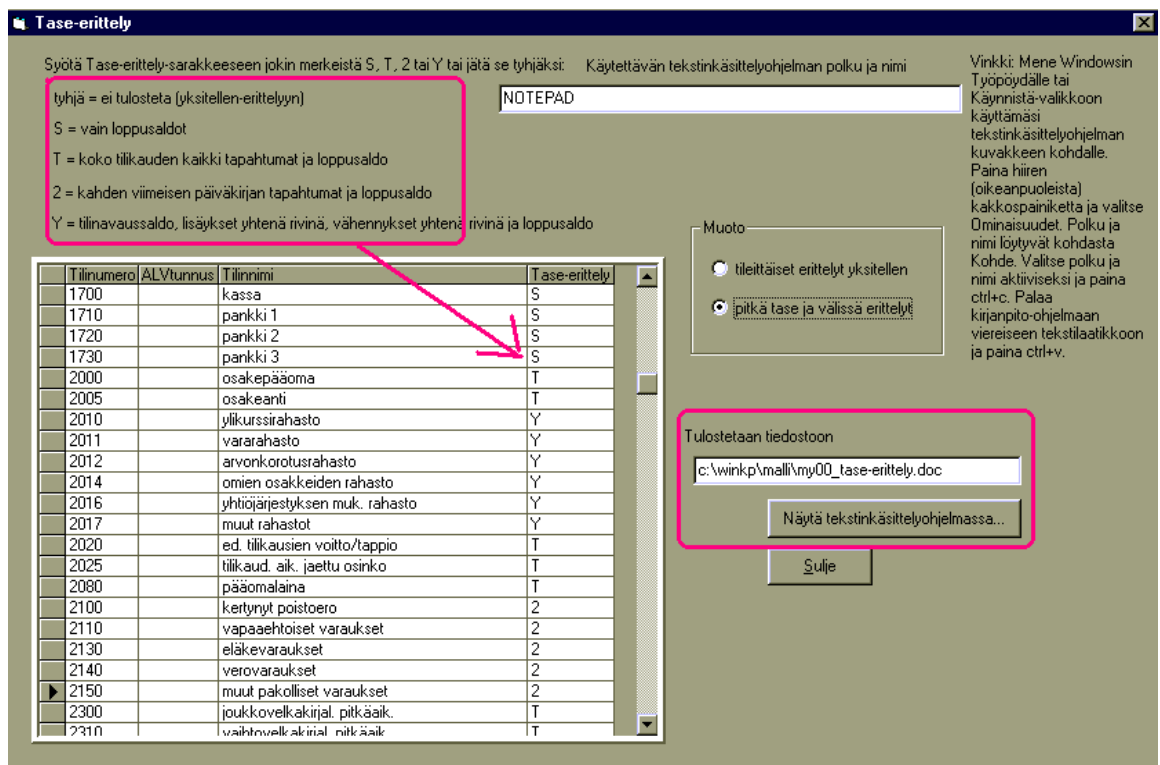 Tase-erittely
Syötä Tase-erittely-sarakkeeseen jokin merkeistä S, T, 2 tai Y tai jätä se tyhjäksi:
tyhjä = ei tulosteta (yksitellen-erittelyyn)
S = vain loppusaldot
T = koko tilikauden kaikki tapahtumat ja loppusaldo
2 = kahden viimeisen päiväkirjan tapahtumat ja loppusaldo
Y = tilinavaussaldo, lisäykset yhtenä rivinä, vähennykset yhtenä rivinä ja loppusaldo
Käytettävän tekstinkäsittelyohjelman polku ja nimi
NOTEPAD
Vinkki: Mene Windowsin
Työpöydälle tai
Käynnistä-valikkoon
käyttämäsi
tekstinkäsittelyohjelman
kuvakkeen kohdalle.
Paina hiiren
(oikeanpuoleista)
kakkospainiketta ja valitse
Ominaisuudet. Polku ja
nimi löytyvät kohdasta
Kohde. Valitse polku ja
nimi aktiiviseksi ja paina
ctrl+c. Palaa
kirjanpito-ohjelmaan
viereiseen tekstilaatikkoon
ja paina ctrl+v.
Muoto
tileittäiset erittelyt yksitellen
pitkä tase ja välissä erittelyt
Tilinumero ALVtunnus Tilinnimi Tase-erittely
1700 kassa S
1710 pankki 1 S
1720 pankki 2 S
1730 pankki 3 S
2000 osakepääoma T
2005 osakeanti T
2010 ylikurssirahasto Y
2011 vararahasto Y
2012 arvonkorotusrahasto Y
2014 omien osakkeiden rahasto Y
2016 yhtiöjärjestyksen muk. rahasto Y
2017 muut rahastot Y
2020 ed. tilikausien voitto/tappio T
2025 tilikaud. aik. jaettu osinko T
2080 pääomalaina T
2100 kertynyt poistoero 2
2110 vapaaehtoiset varaukset 2
2130 eläkevaraukset 2
2140 verovaraukset 2
2150 muut pakolliset varaukset 2
2300 joukkovelkakirjal. pitkäaik. T
2310 vaihtovelkakirjal. pitkäaik. T
Tulostetaan tiedostoon
c:\winkp\malli\my00_tase-erittely.doc
Näytä tekstinkäsittelyohjelmassa...
Sulje